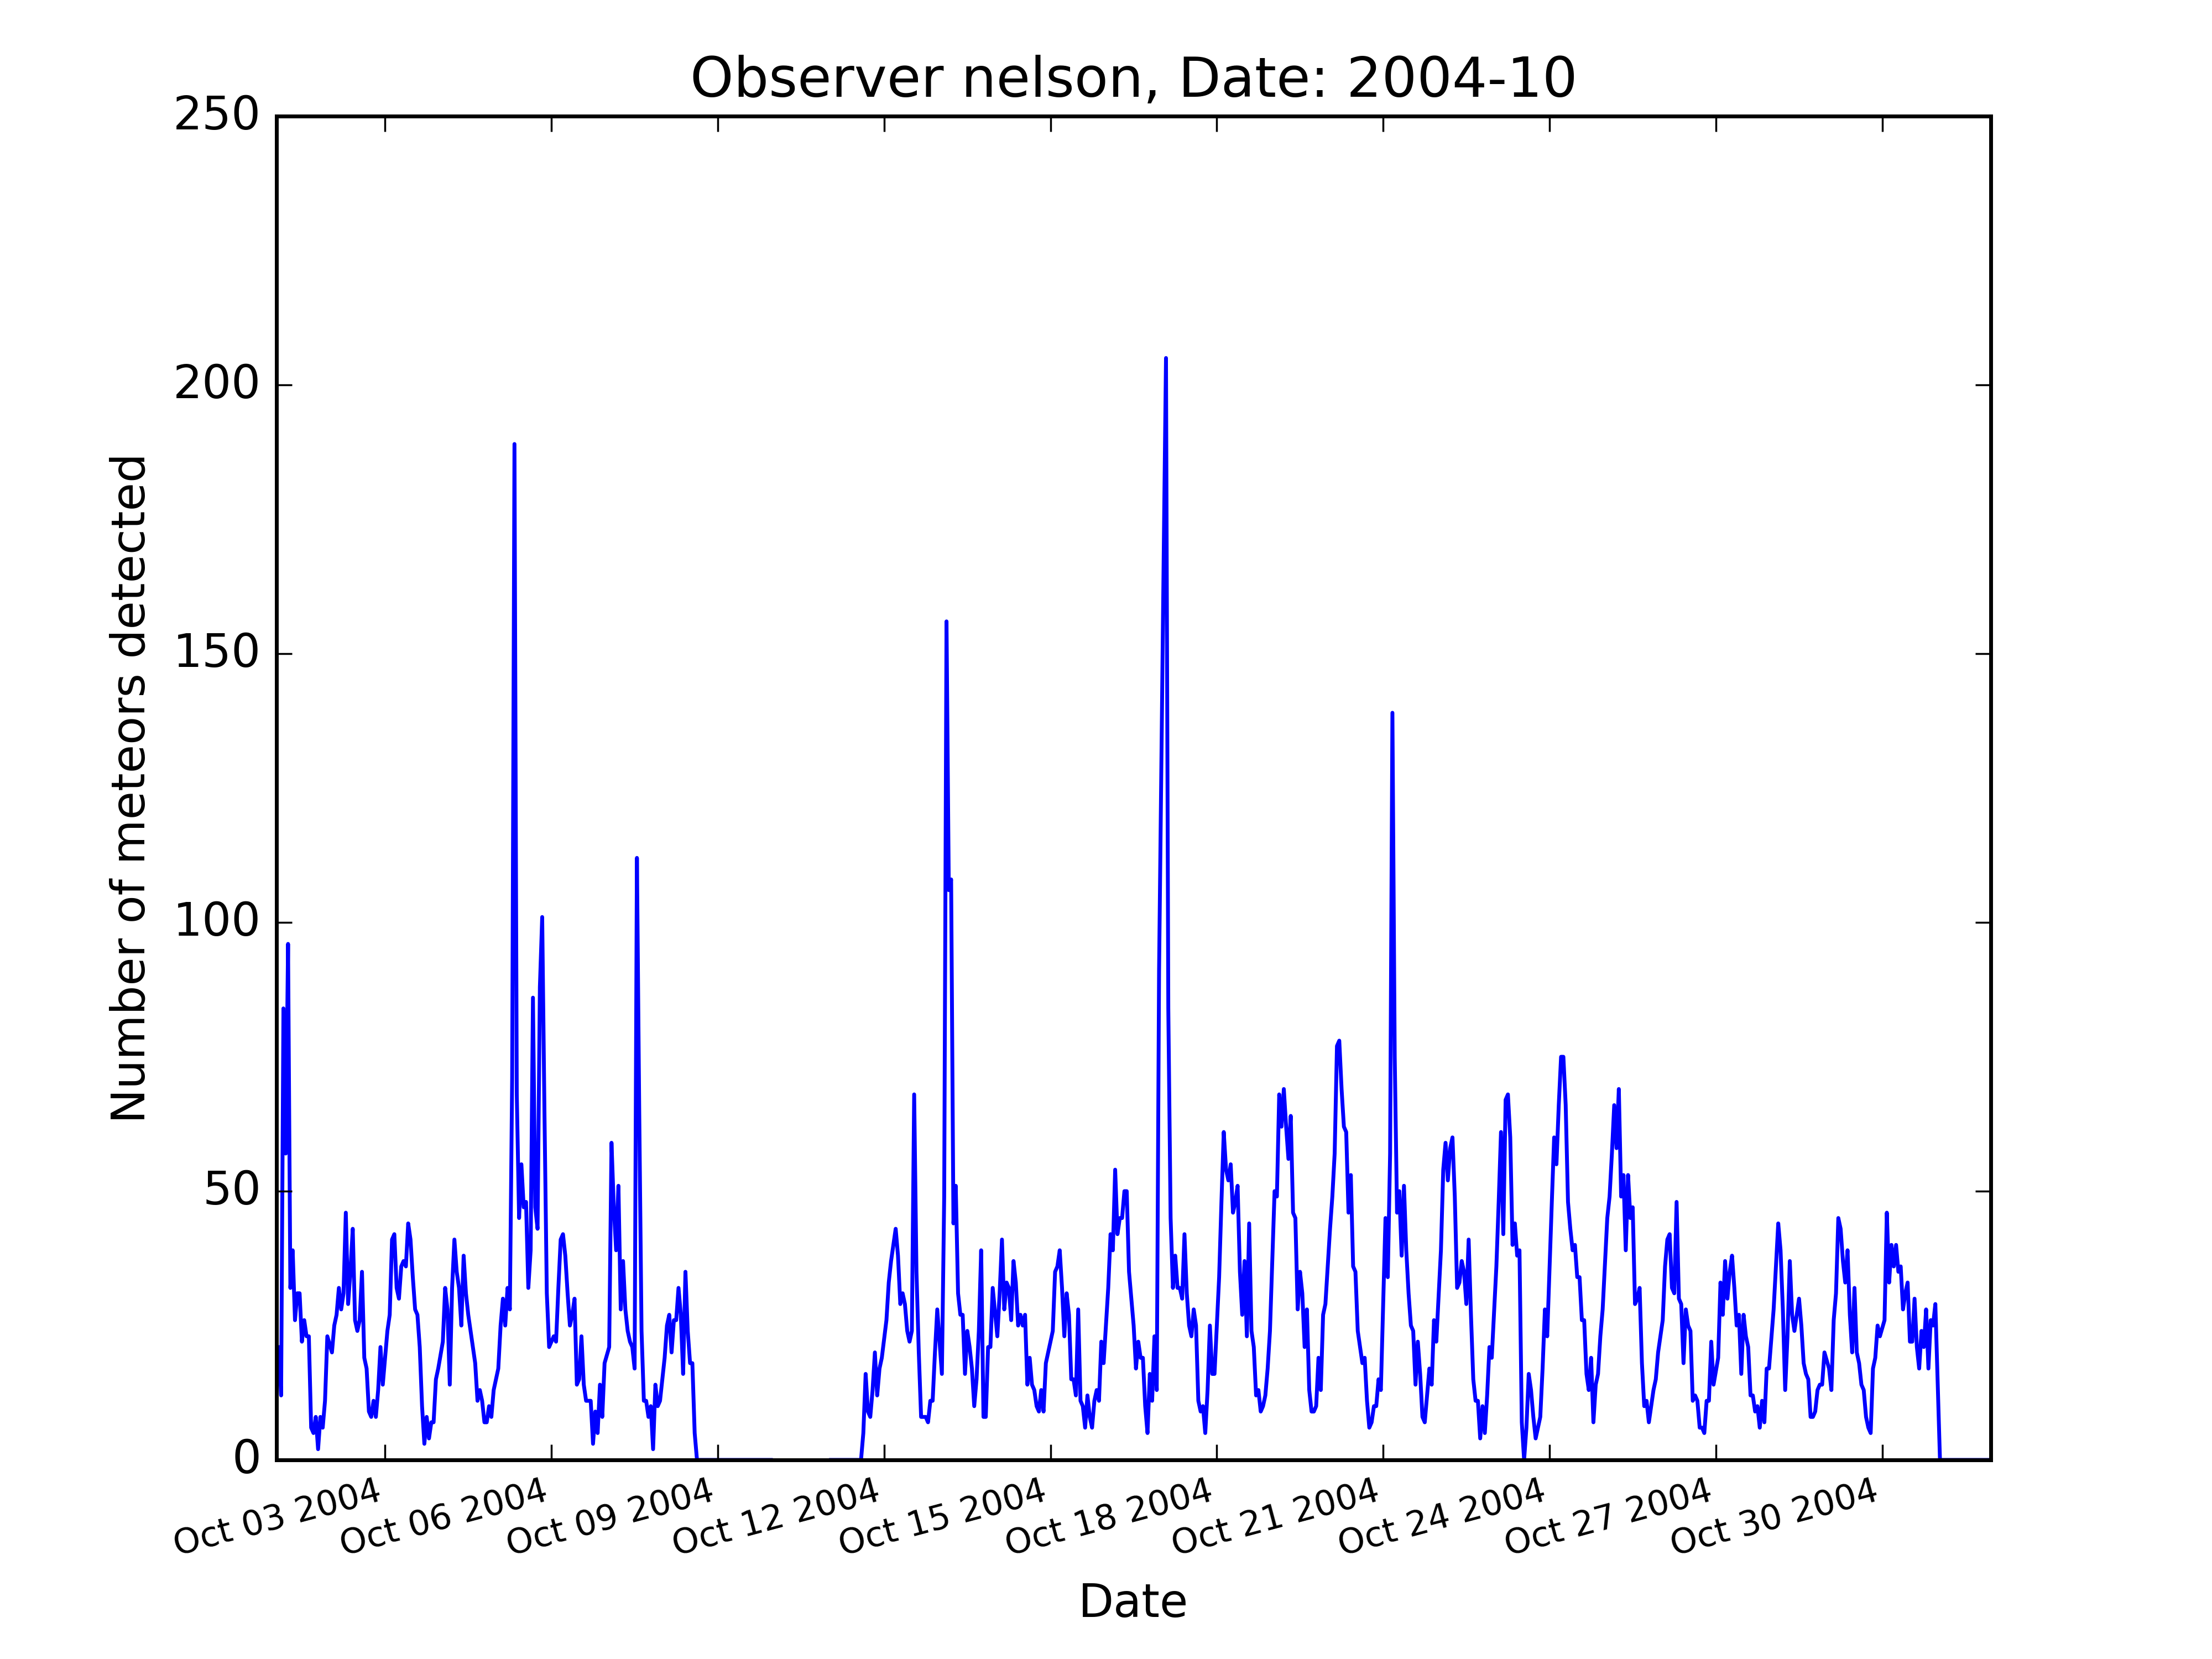 Observer nelson, Date: 2004-10
250
200
150
100
50
0
Number of meteors detected
Oct 03 2004
Oct 06 2004
Oct 09 2004
Oct 12 2004
Oct 15 2004
Oct 18 2004
Oct 21 2004
Oct 24 2004
Oct 27 2004
Oct 30 2004
Date